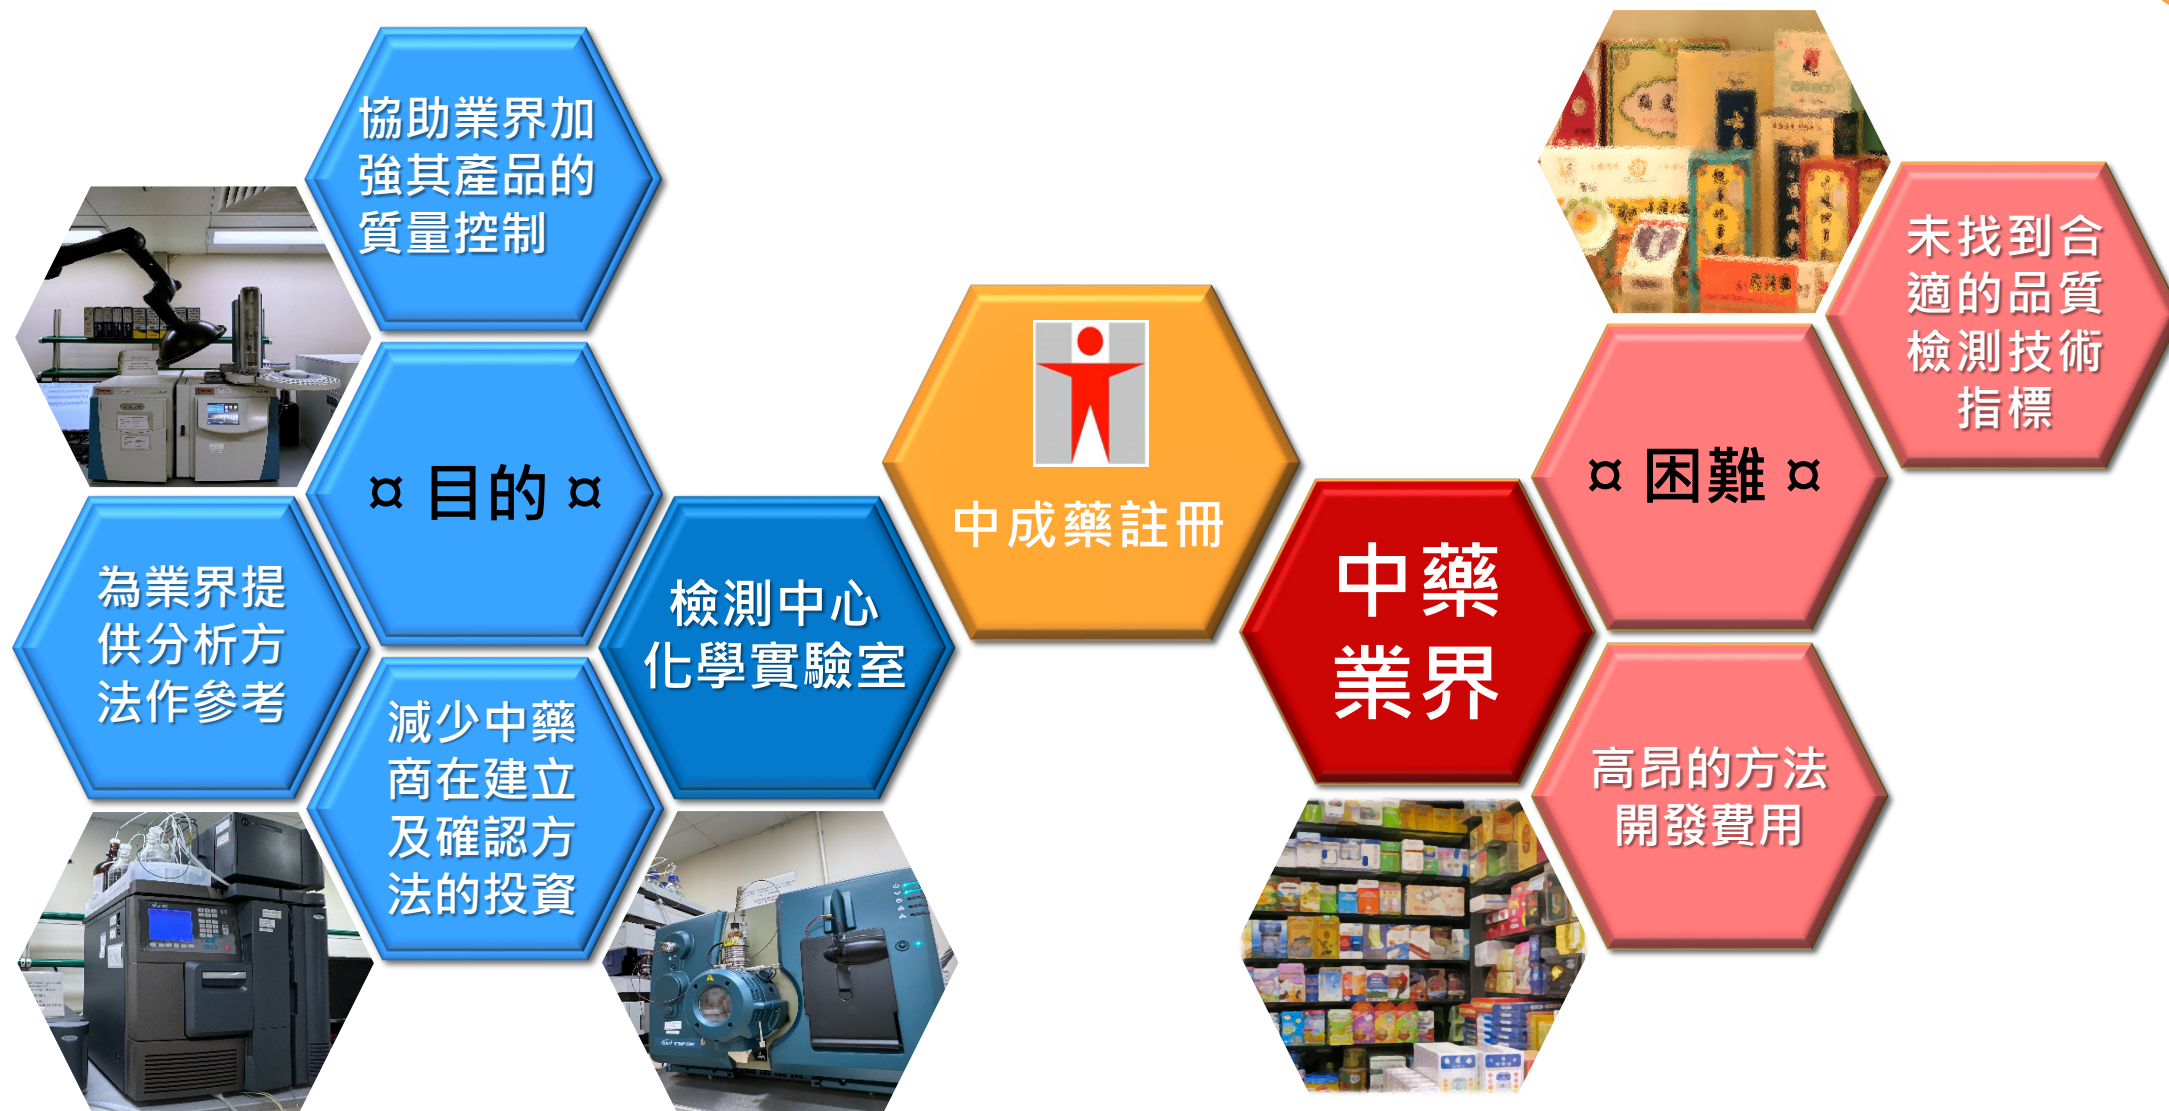 協助業界加
強其產品的
質量控制
¤ 目的 ¤
為業界提
供分析方
法作參考
減少中藥
商在建立
及確認方
法的投資
檢測中心
化學實驗室
中成藥註冊
中藥
業界
¤ 困難 ¤
未找到合
適的品質
檢測技術
指標
高昂的方法
開發費用